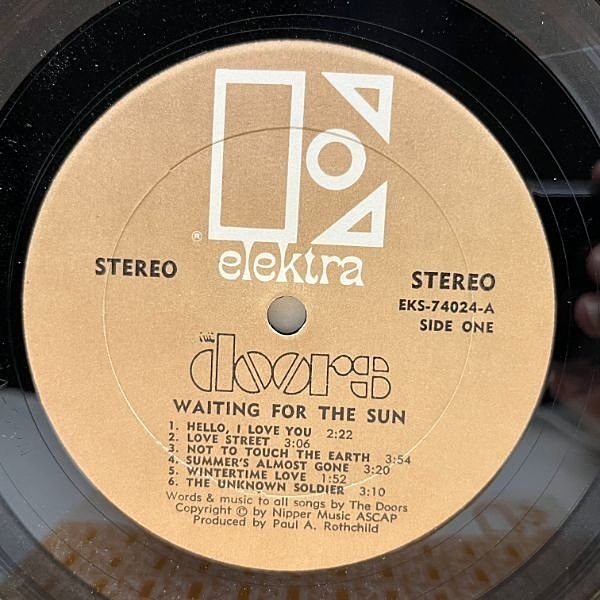 ® elektra
STEREO
STEREO
EKS-74024-A
SIDE ONE
THE
doors
WAITING FOR THE SUN
1. HELLO, I LOVE YOU 2:22
2. LOVE STREET 3:06
3. NOT TO TOUCH THE EARTH 3:54
4. SUMMER'S ALMOST GONE 3:20
5. WINTERTIME LOVE 1:52
6. THE UNKNOWN SOLDIER 3:10
Words & music to all songs by The Doors
Copyright © by Nipper Music ASCAP
Produced by Paul A. Rothchild